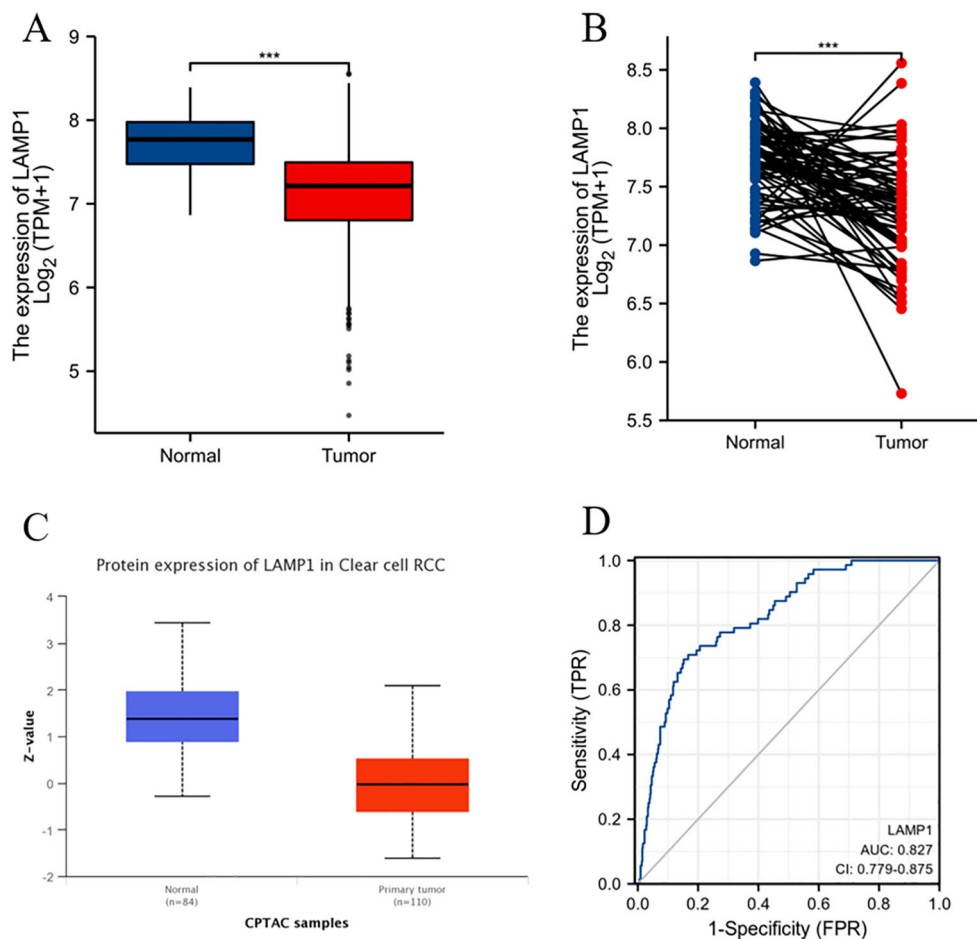 A
The expression of LAMP1
Log2 (TPM+1)
9
8
7
6
5
***
Normal
Tumor
B
The expression of LAMP1
Log2 (TPM+1)
8.5
8.0
7.5
7.0
6.5
6.0
5.5
***
Normal
Tumor
C
Protein expression of LAMP1 in Clear cell RCC
Z-value
4
3
2
1
0
-1
-2
Normal
(n=84)
Primary tumor
(n=110)
CPTAC samples
D
Sensitivity (TPR)
1.0
0.8
0.6
0.4
0.2
0.0
LAMP1
AUC: 0.827
CI: 0.779-0.875
0.0 0.2 0.4 0.6 0.8 1.0
1-Specificity (FPR)